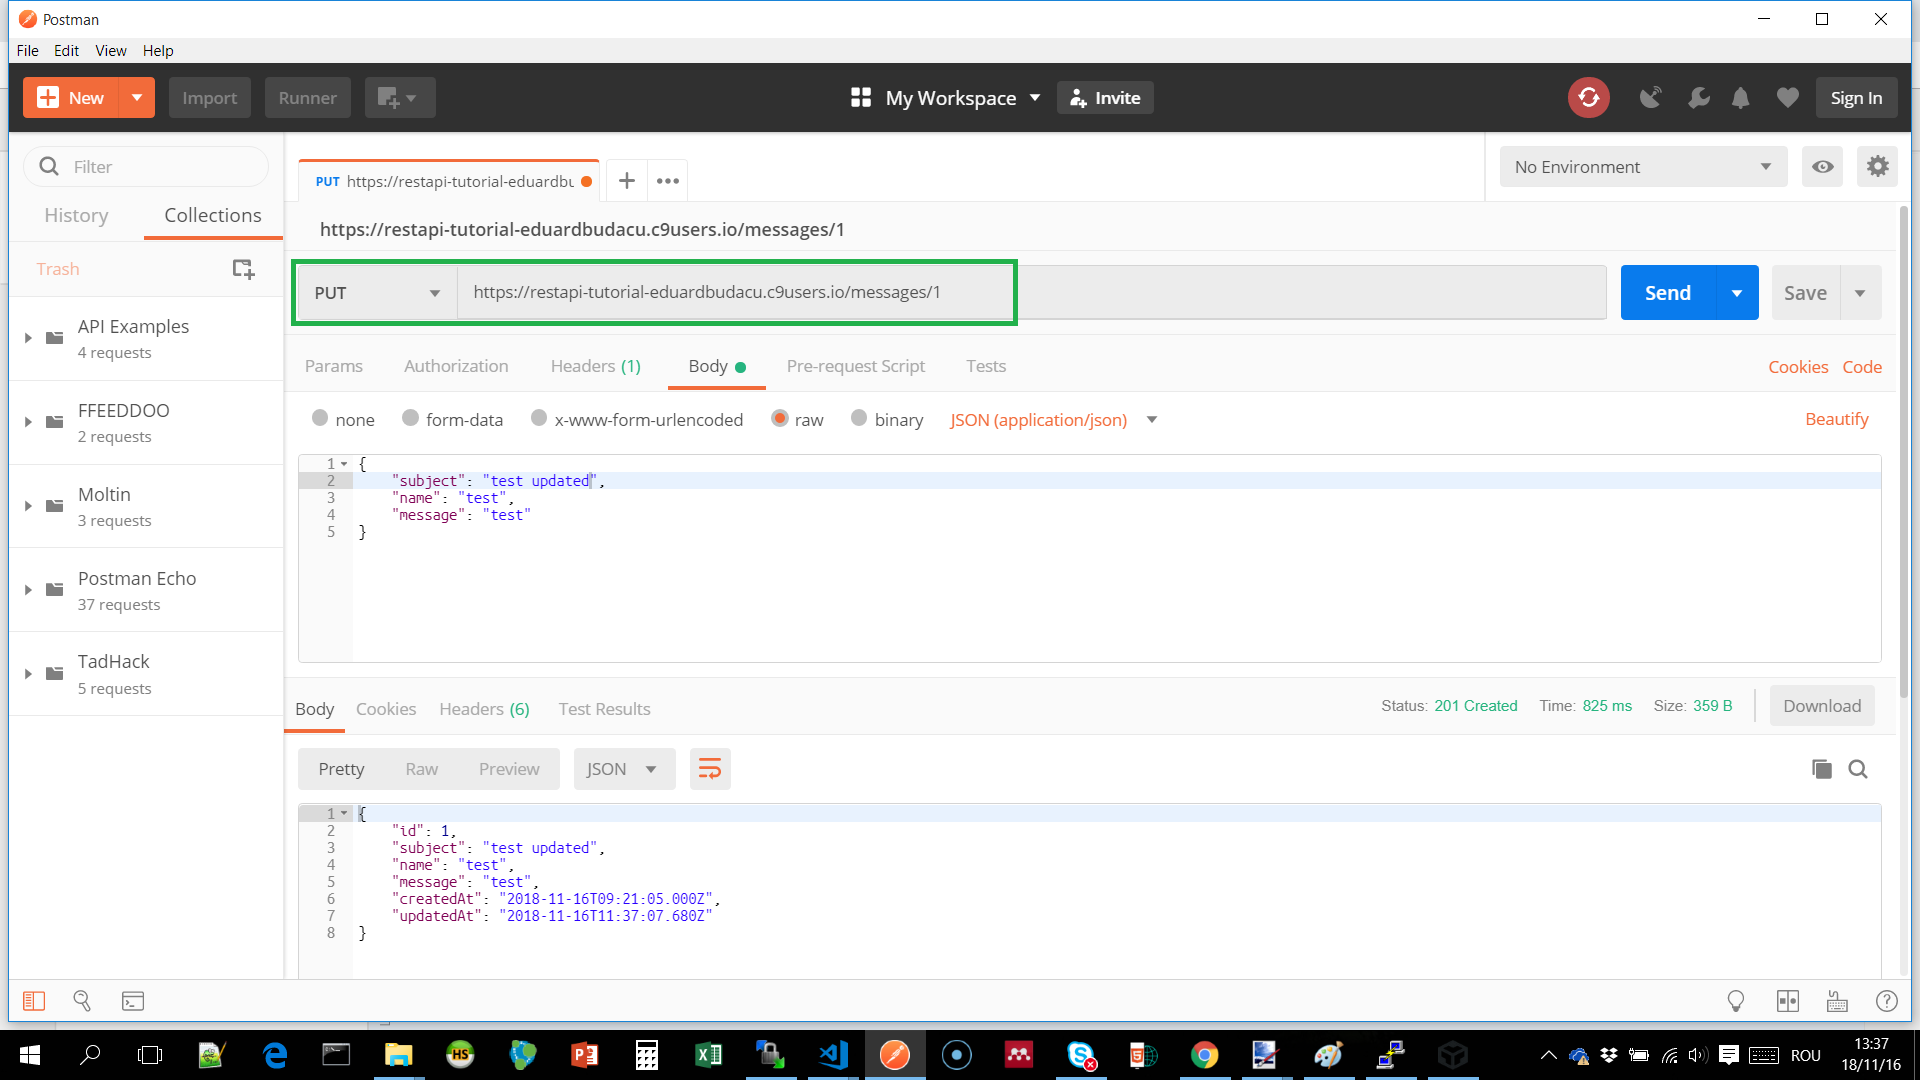 Postman
File Edit View Help
New Import Runner My Workspace Invite Sign In
Filter
History Collections
Trash
API Examples
4 requests
FFEEDDOO
2 requests
Moltin
3 requests
Postman Echo
37 requests
TadHack
5 requests
PUT https://restapi-tutorial-eduardbu
No Environment
https://restapi-tutorial-eduardbudacu.c9users.io/messages/1
PUT https://restapi-tutorial-eduardbudacu.c9users.io/messages/1 Send Save
Params Authorization Headers (1) Body Pre-request Script Tests Cookies Code
none form-data x-www-form-urlencoded raw binary JSON (application/json) Beautify
1 {
2 "subject": "test updated",
3 "name": "test",
4 "message": "test"
5 }
Body Cookies Headers (6) Test Results Status: 201 Created Time: 825 ms Size: 359 B Download
Pretty Raw Preview JSON
1 {
2 "id": 1,
3 "subject": "test updated",
4 "name": "test",
5 "message": "test",
6 "createdAt": "2018-11-16T09:21:05.000Z",
7 "updatedAt": "2018-11-16T11:37:07.680Z"
8 }
HS
ROU
13:37
18/11/16